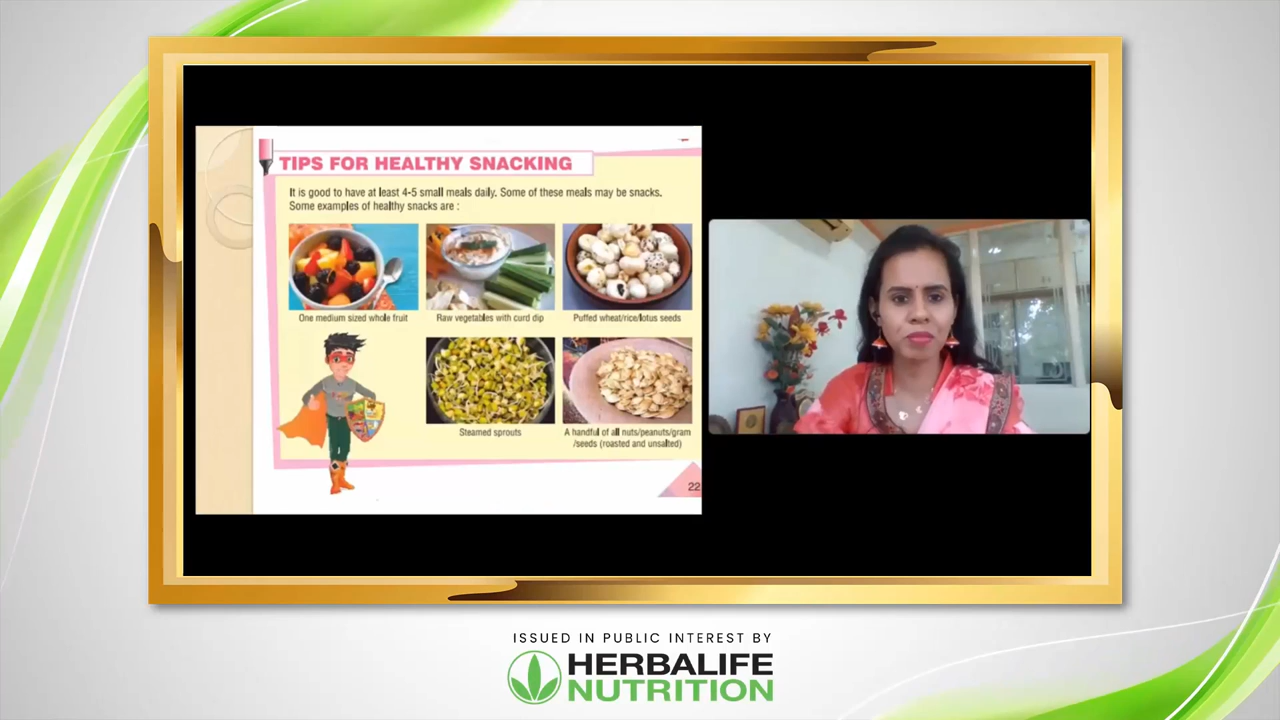 TIPS FOR HEALTHY SNACKING
It is good to have at least 4-5 small meals daily. Some of these meals may be snacks.
Some examples of healthy snacks are :
One medium sized whole fruit
Raw vegetables with curd dip
Puffed wheat/rice/lotus seeds
Steamed sprouts
A handful of all nuts/peanuts/gram
/seeds (roasted and unsalted)
22
ISSUED IN PUBLIC INTEREST BY
HERBALIFE
NUTRITION